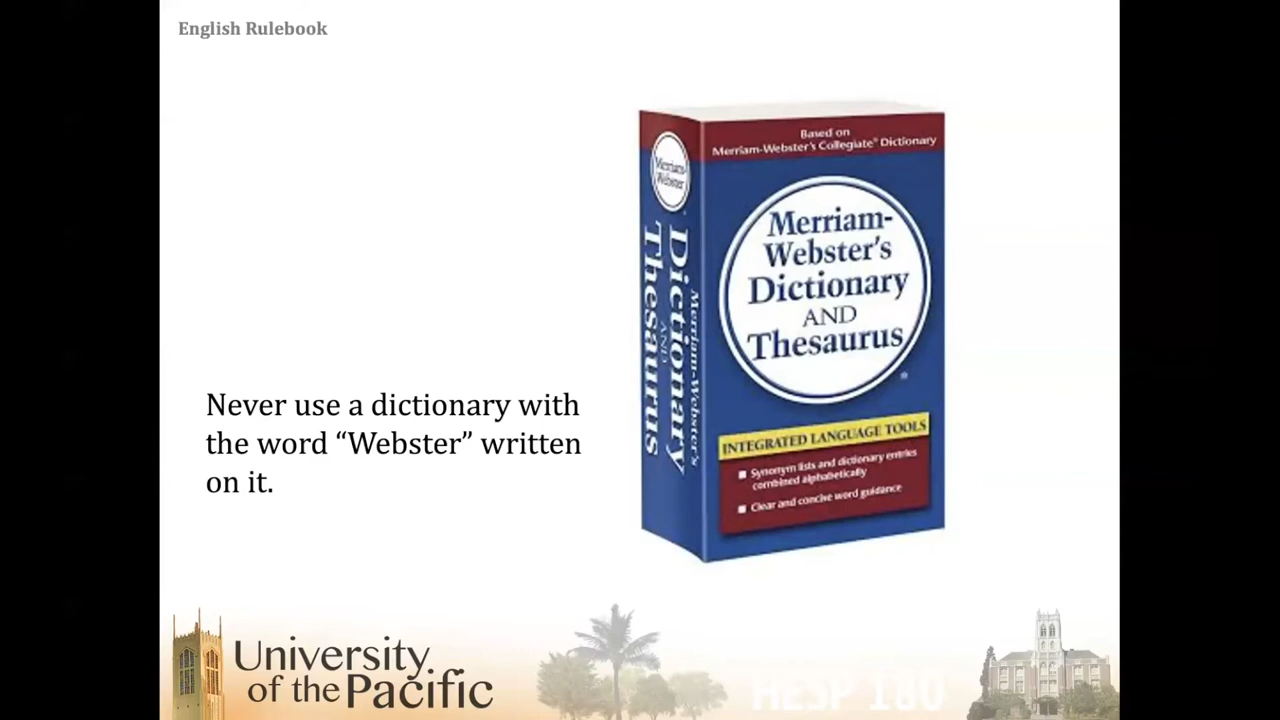 English Rulebook
Based on
Merriam-Webster's Collegiate® Dictionary
Merriam-
Webster's
Dictionary
AND
Thesaurus
INTEGRATED LANGUAGE TOOLS
Synonym lists and dictionary entries
combined alphabetically
Clear and concise word guidance
Merriam-
Webster
Merriam-Webster's
Dictionary
AND
Thesaurus
Never use a dictionary with
the word “Webster” written
on it.
University
of the Pacific
HESP 180